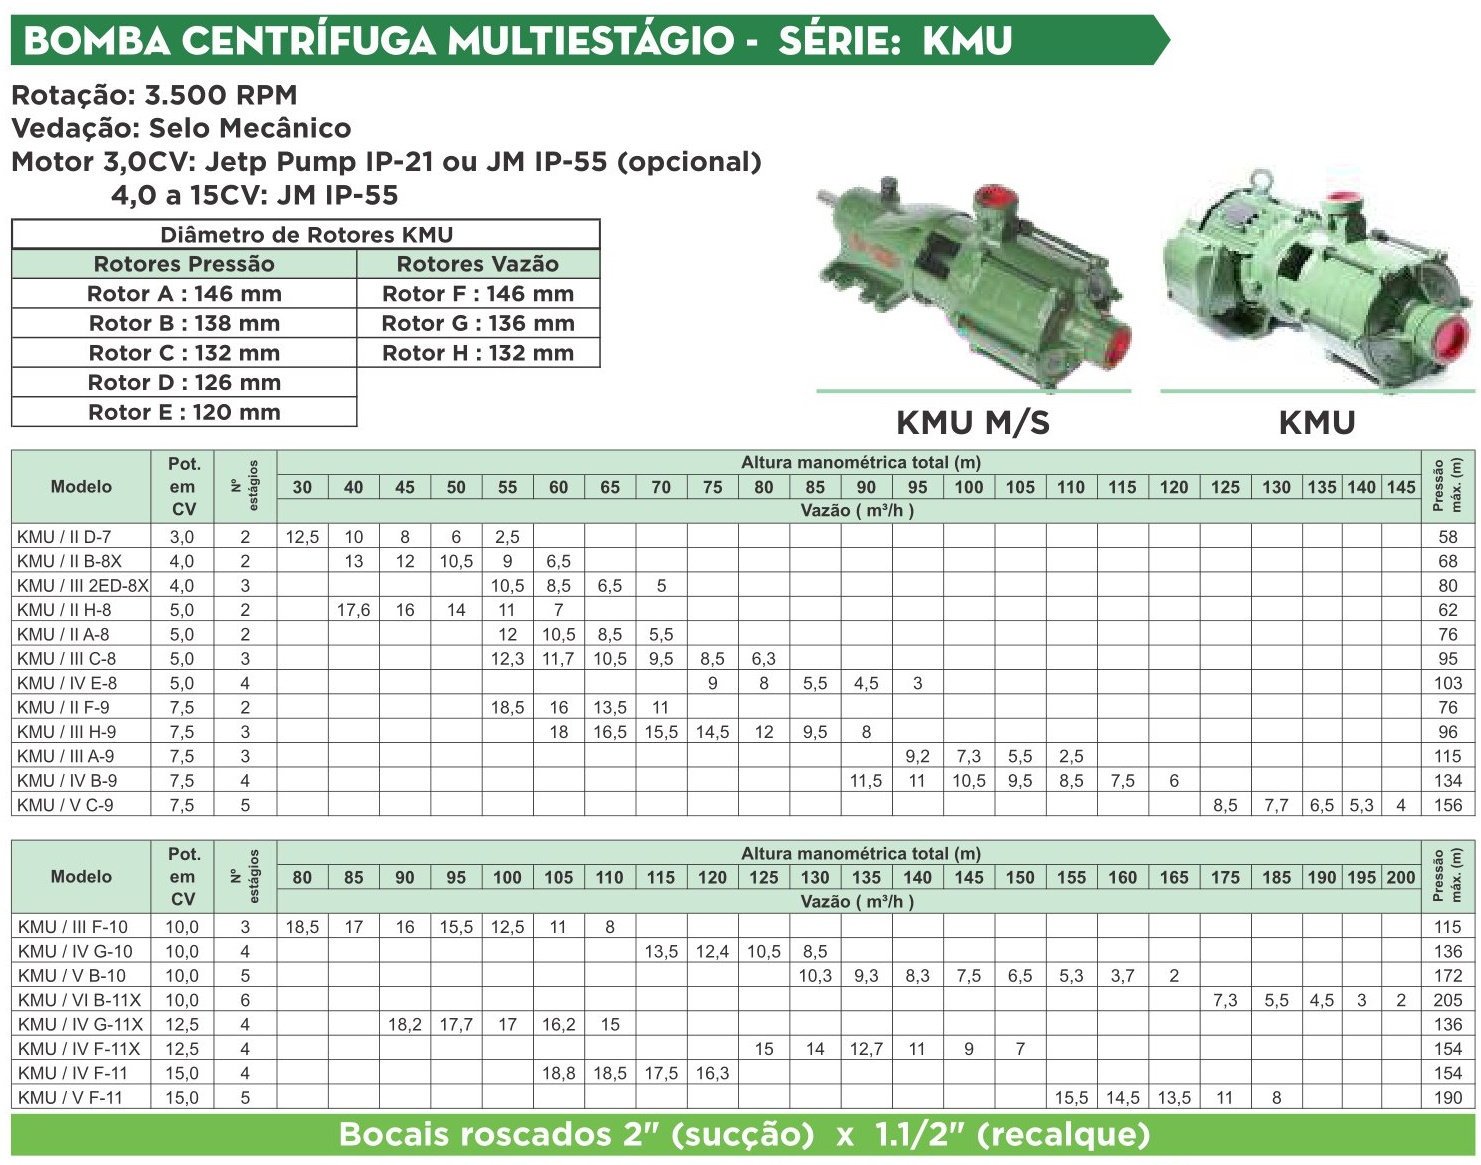 BOMBA CENTRÍFUGA MULTIESTÁGIO - SÉRIE: KMU
Rotação: 3.500 RPM
Vedação: Selo Mecânico
Motor 3,0CV: Jetp Pump IP-21 ou JM IP-55 (opcional)
4,0 a 15CV: JM IP-55
Diâmetro de Rotores KMU
Rotores Pressão Rotores Vazão
Rotor A : 146 mm Rotor F : 146 mm
Rotor B : 138 mm Rotor G : 136 mm
Rotor C : 132 mm Rotor H : 132 mm
Rotor D : 126 mm
Rotor E : 120 mm
KMU M/S KMU
Modelo Pot. em CV Nº estágios Altura manométrica total (m) Pressão máx. (m)
30 40 45 50 55 60 65 70 75 80 85 90 95 100 105 110 115 120 125 130 135 140 145
Vazão ( m³/h )
KMU / II D-7 3,0 2 12,5 10 8 6 2,5 58
KMU / II B-8X 4,0 2 13 12 10,5 9 6,5 68
KMU / III 2ED-8X 4,0 3 10,5 8,5 6,5 5 80
KMU / II H-8 5,0 2 17,6 16 14 11 7 62
KMU / II A-8 5,0 2 12 10,5 8,5 5,5 76
KMU / III C-8 5,0 3 12,3 11,7 10,5 9,5 8,5 6,3 95
KMU / IV E-8 5,0 4 9 8 5,5 4,5 3 103
KMU / II F-9 7,5 2 18,5 16 13,5 11 76
KMU / III H-9 7,5 3 18 16,5 15,5 14,5 12 9,5 8 96
KMU / III A-9 7,5 3 9,2 7,3 5,5 2,5 115
KMU / IV B-9 7,5 4 11,5 11 10,5 9,5 8,5 7,5 6 134
KMU / V C-9 7,5 5 8,5 7,7 6,5 5,3 4 156
Modelo Pot. em CV Nº estágios Altura manométrica total (m) Pressão máx. (m)
80 85 90 95 100 105 110 115 120 125 130 135 140 145 150 155 160 165 175 185 190 195 200
Vazão ( m³/h )
KMU / III F-10 10,0 3 18,5 17 16 15,5 12,5 11 8 115
KMU / IV G-10 10,0 4 13,5 12,4 10,5 8,5 136
KMU / V B-10 10,0 5 10,3 9,3 8,3 7,5 6,5 5,3 3,7 2 172
KMU / VI B-11X 10,0 6 7,3 5,5 4,5 3 2 205
KMU / IV G-11X 12,5 4 18,2 17,7 17 16,2 15 136
KMU / IV F-11X 12,5 4 15 14 12,7 11 9 7 154
KMU / IV F-11 15,0 4 18,8 18,5 17,5 16,3 154
KMU / V F-11 15,0 5 15,5 14,5 13,5 11 8 190
Bocais roscados 2" (sucção) x 1.1/2" (recalque)